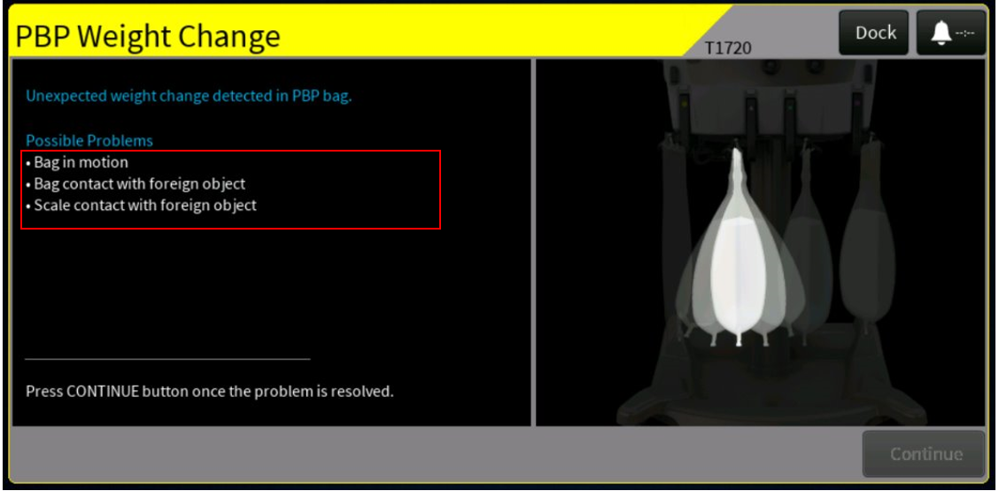 PBP Weight Change
T1720
Dock
--:--
Unexpected weight change detected in PBP bag.
Possible Problems
• Bag in motion
• Bag contact with foreign object
• Scale contact with foreign object
Press CONTINUE button once the problem is resolved.
Continue